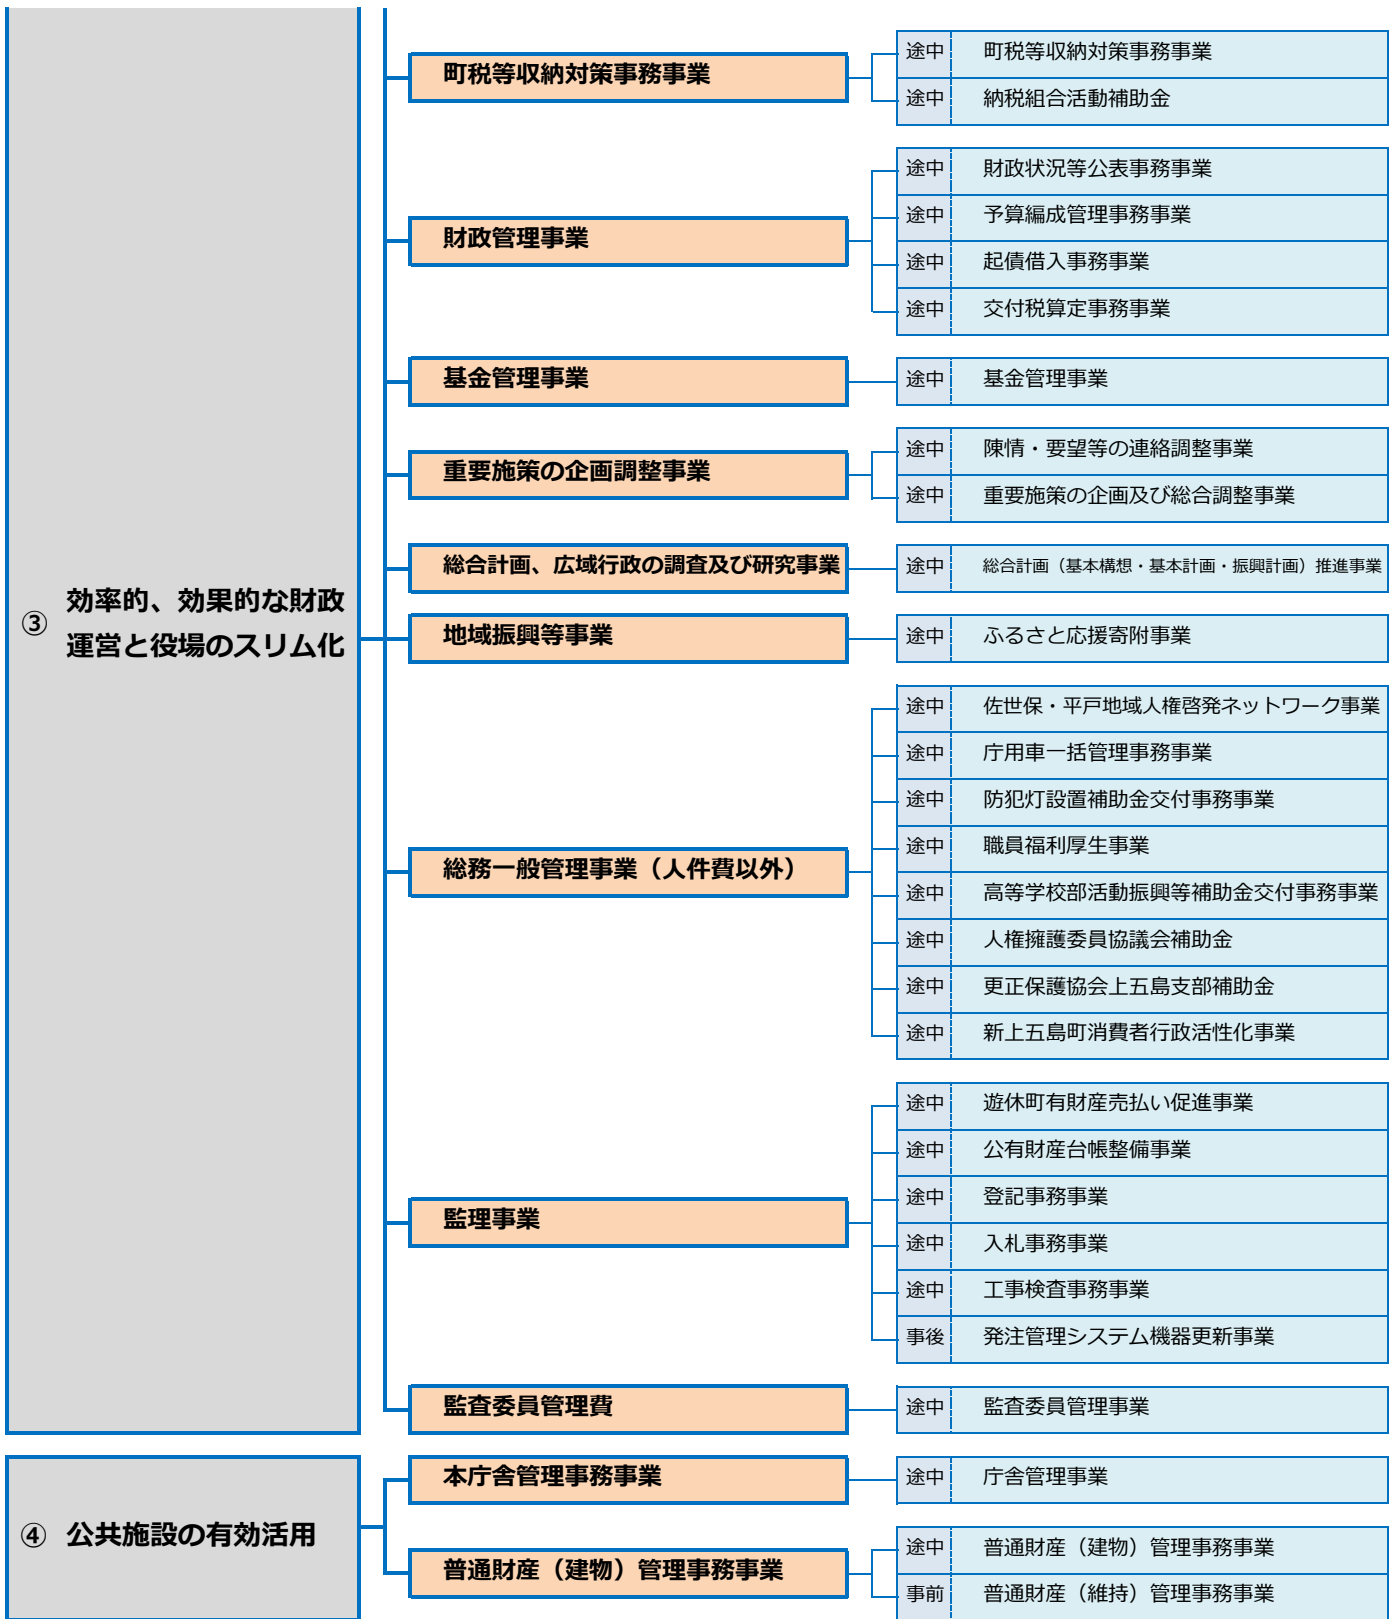 ③ 効率的、効果的な財政
運営と役場のスリム化
町税等収納対策事務事業
途中 町税等収納対策事務事業
途中 納税組合活動補助金
財政管理事業
途中 財政状況等公表事務事業
途中 予算編成管理事務事業
途中 起債借入事務事業
途中 交付税算定事務事業
基金管理事業
途中 基金管理事業
重要施策の企画調整事業
途中 陳情・要望等の連絡調整事業
途中 重要施策の企画及び総合調整事業
総合計画、広域行政の調査及び研究事業
途中 総合計画（基本構想・基本計画・振興計画）推進事業
地域振興等事業
途中 ふるさと応援寄附事業
総務一般管理事業（人件費以外）
途中 佐世保・平戸地域人権啓発ネットワーク事業
途中 庁用車一括管理事務事業
途中 防犯灯設置補助金交付事務事業
途中 職員福利厚生事業
途中 高等学校部活動振興等補助金交付事務事業
途中 人権擁護委員協議会補助金
途中 更正保護協会上五島支部補助金
途中 新上五島町消費者行政活性化事業
監理事業
途中 遊休町有財産売払い促進事業
途中 公有財産台帳整備事業
途中 登記事務事業
途中 入札事務事業
途中 工事検査事務事業
事後 発注管理システム機器更新事業
監査委員管理費
途中 監査委員管理事業
④ 公共施設の有効活用
本庁舎管理事務事業
途中 庁舎管理事業
普通財産（建物）管理事務事業
途中 普通財産（建物）管理事務事業
事前 普通財産（維持）管理事務事業